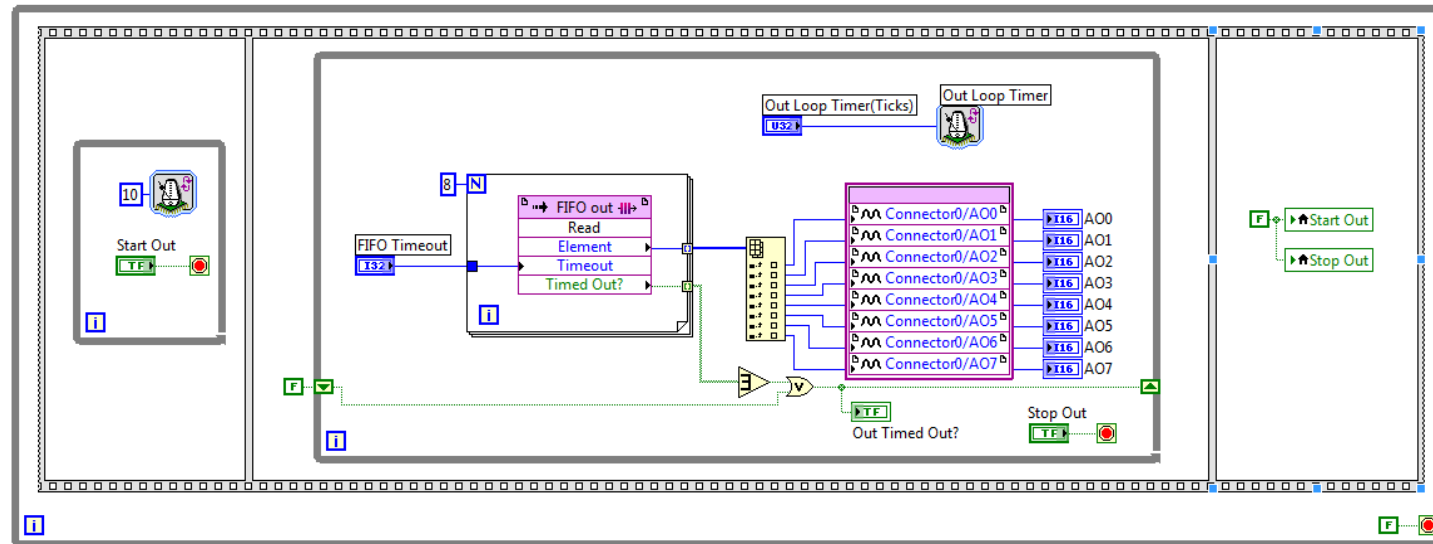 10
Start Out
TF
i
F
i
8
N
FIFO Timeout
I32
FIFO out
Read
Element
Timeout
Timed Out?
i
Out Loop Timer(Ticks)
U32
Out Loop Timer
Connector0/AO0
I16
AO0
Connector0/AO1
I16
AO1
Connector0/AO2
I16
AO2
Connector0/AO3
I16
AO3
Connector0/AO4
I16
AO4
Connector0/AO5
I16
AO5
Connector0/AO6
I16
AO6
Connector0/AO7
I16
AO7
V
TF
Out Timed Out?
Stop Out
TF
F
Start Out
Stop Out
i
F